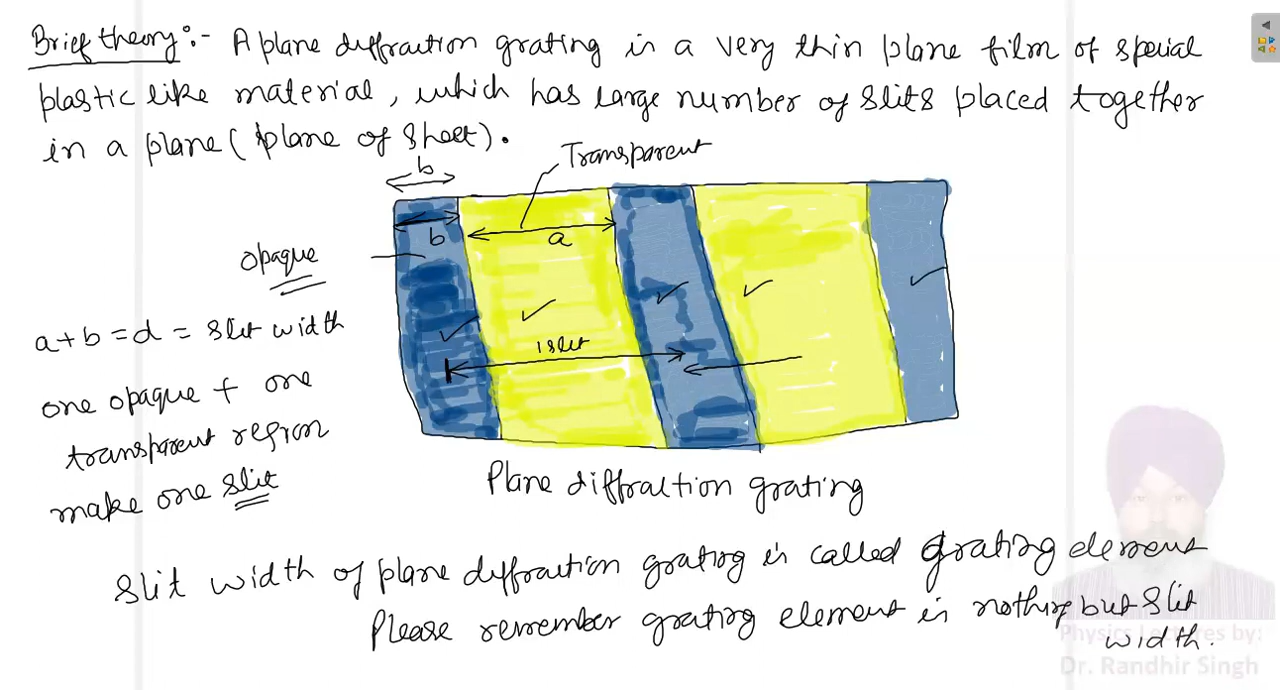 Brief theory:- A plane diffraction grating is a very thin plane film of special
plastic like material, which has large number of slits placed together
in a plane (plane of sheet).
b
Transparent
b
a
opaque
a+b = d = slit width
1 slit
one opaque + one
transparent region
make one slit
Plane diffraction grating
Slit width of plane diffraction grating is called grating element
Please remember grating element is nothing but slit
width.
Physics Lectures by:
Dr. Randhir Singh